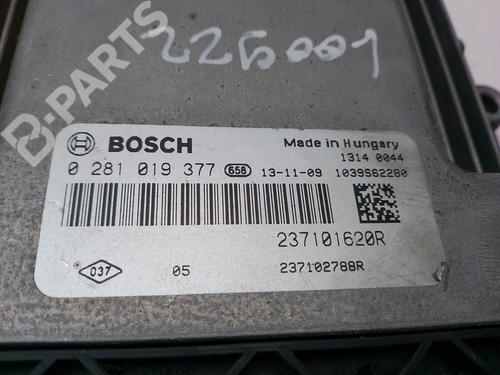 225001
B-PARTS
BOSCH
Made in Hungary
1314 0044
0 281 019 377 658 13-11-09 1039S62280
237101620R
037 05 237102788R